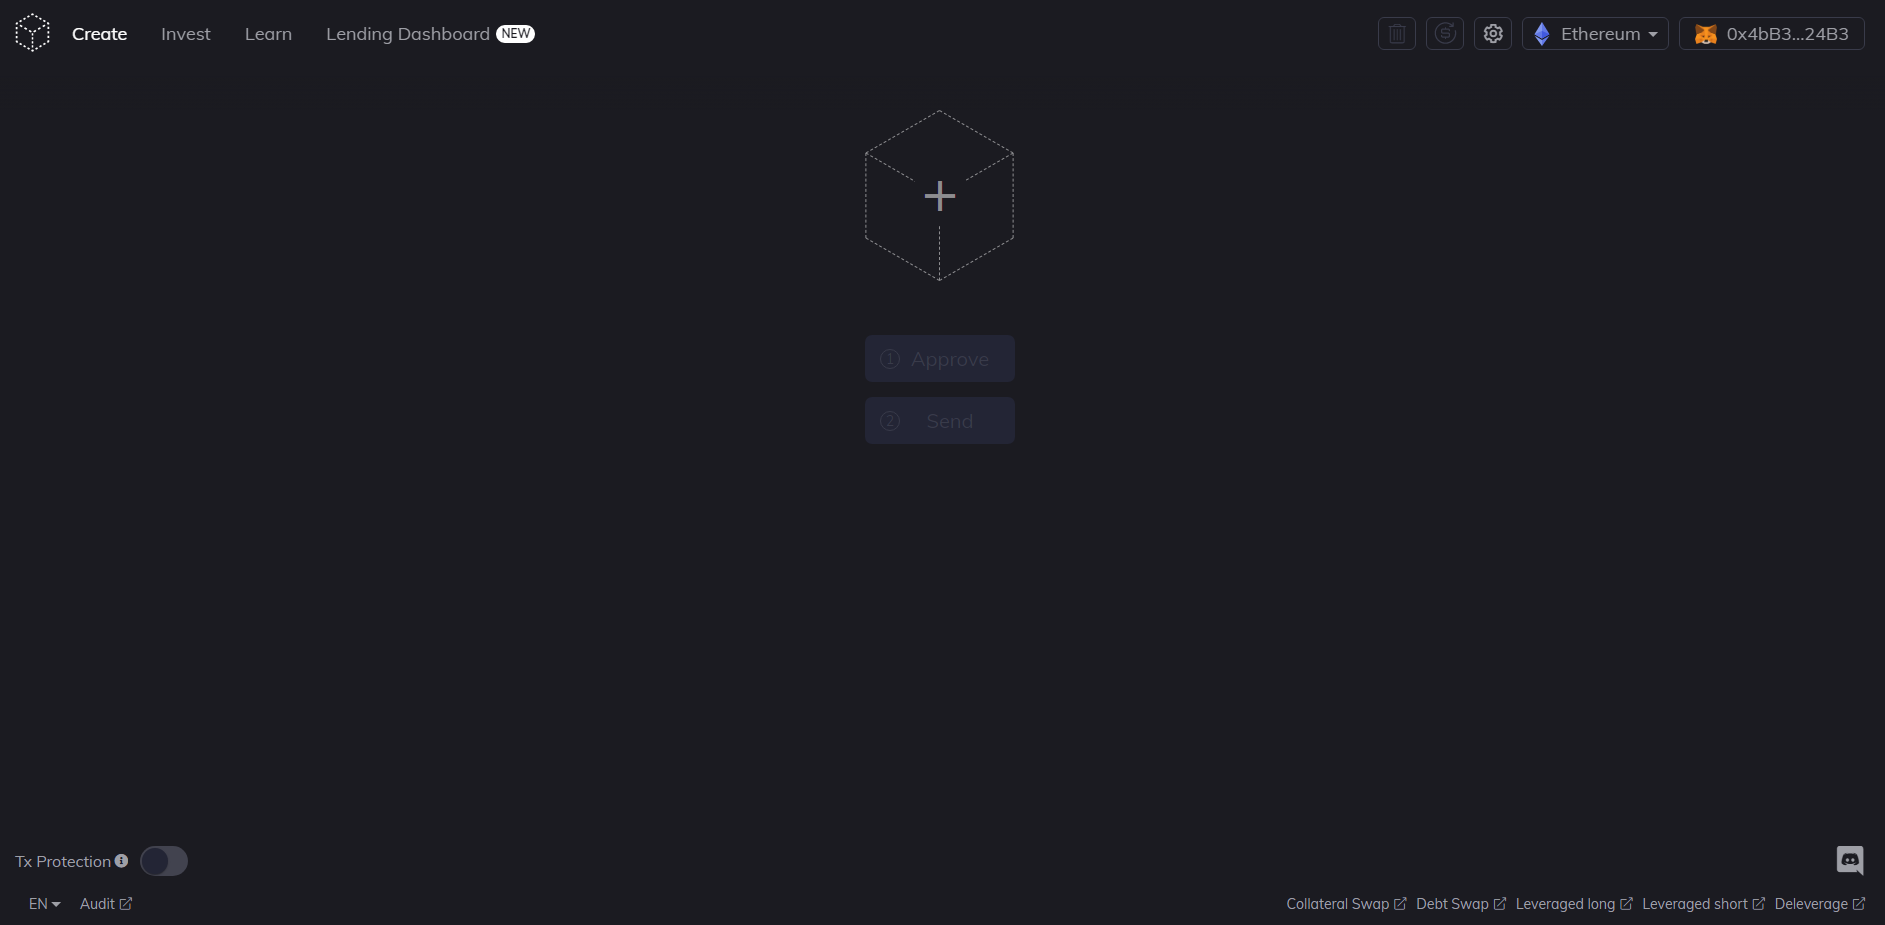 Create Invest Learn Lending Dashboard NEW Ethereum 0x4bB3...24B3
1 Approve
2 Send
Tx Protection
EN Audit Collateral Swap Debt Swap Leveraged long Leveraged short Deleverage